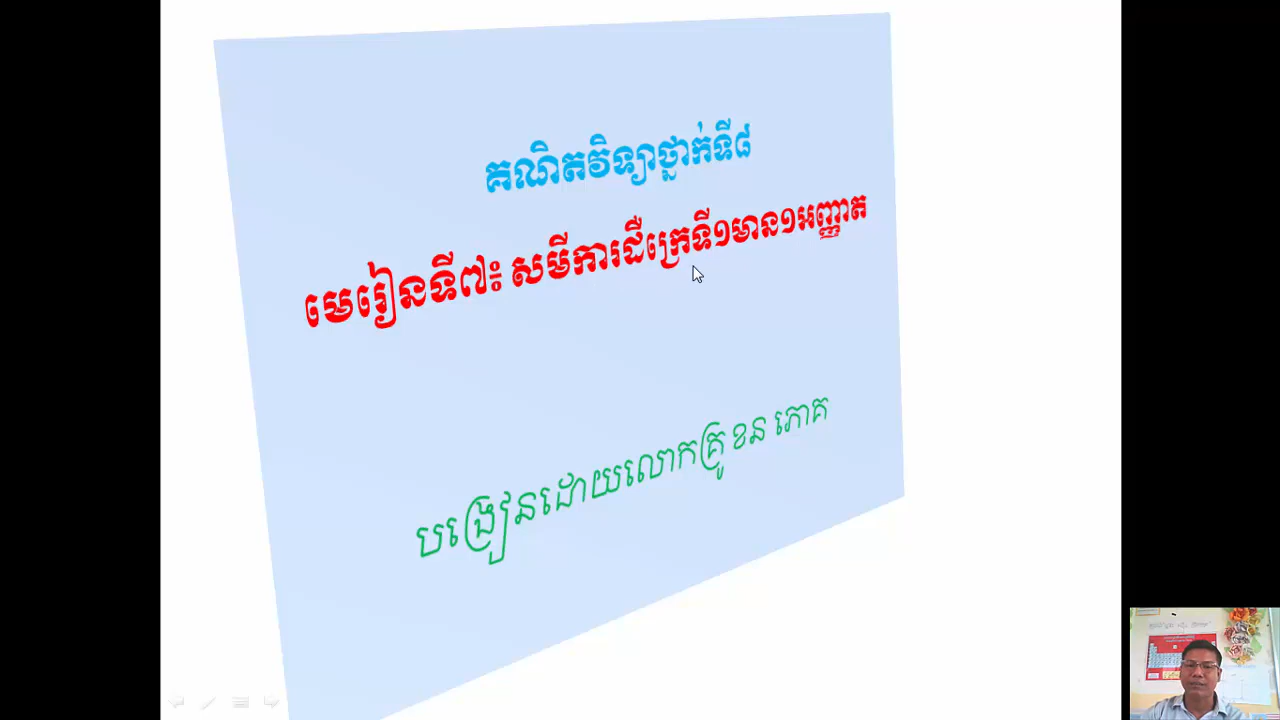 គណិតវិទ្យាថ្នាក់ទី៨
មេរៀនទី៧៖ សមីការដឺក្រេទី១មាន១អញ្ញាត
បង្រៀនដោយលោកគ្រូ ខន ភោគ